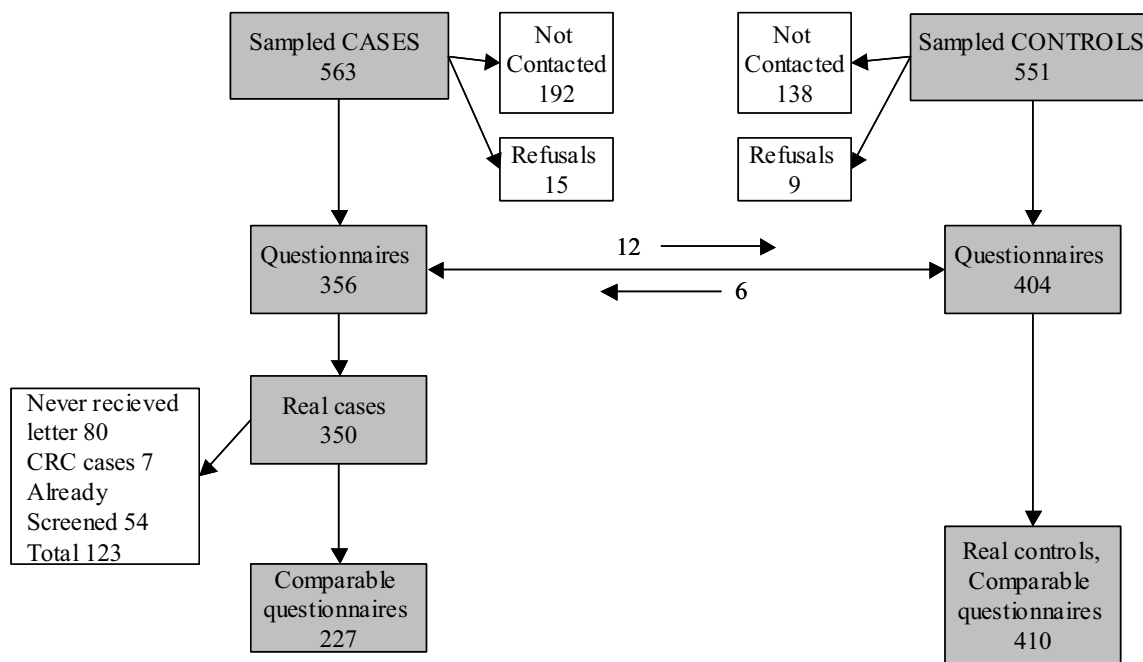 Sampled CASES
563
Not
Contacted
192
Not
Contacted
138
Sampled CONTROLS
551
Refusals
15
Refusals
9
Questionnaires
356
12
6
Questionnaires
404
Never recieved
letter 80
CRC cases 7
Already
Screened 54
Total 123
Real cases
350
Comparable
questionnaires
227
Real controls,
Comparable
questionnaires
410